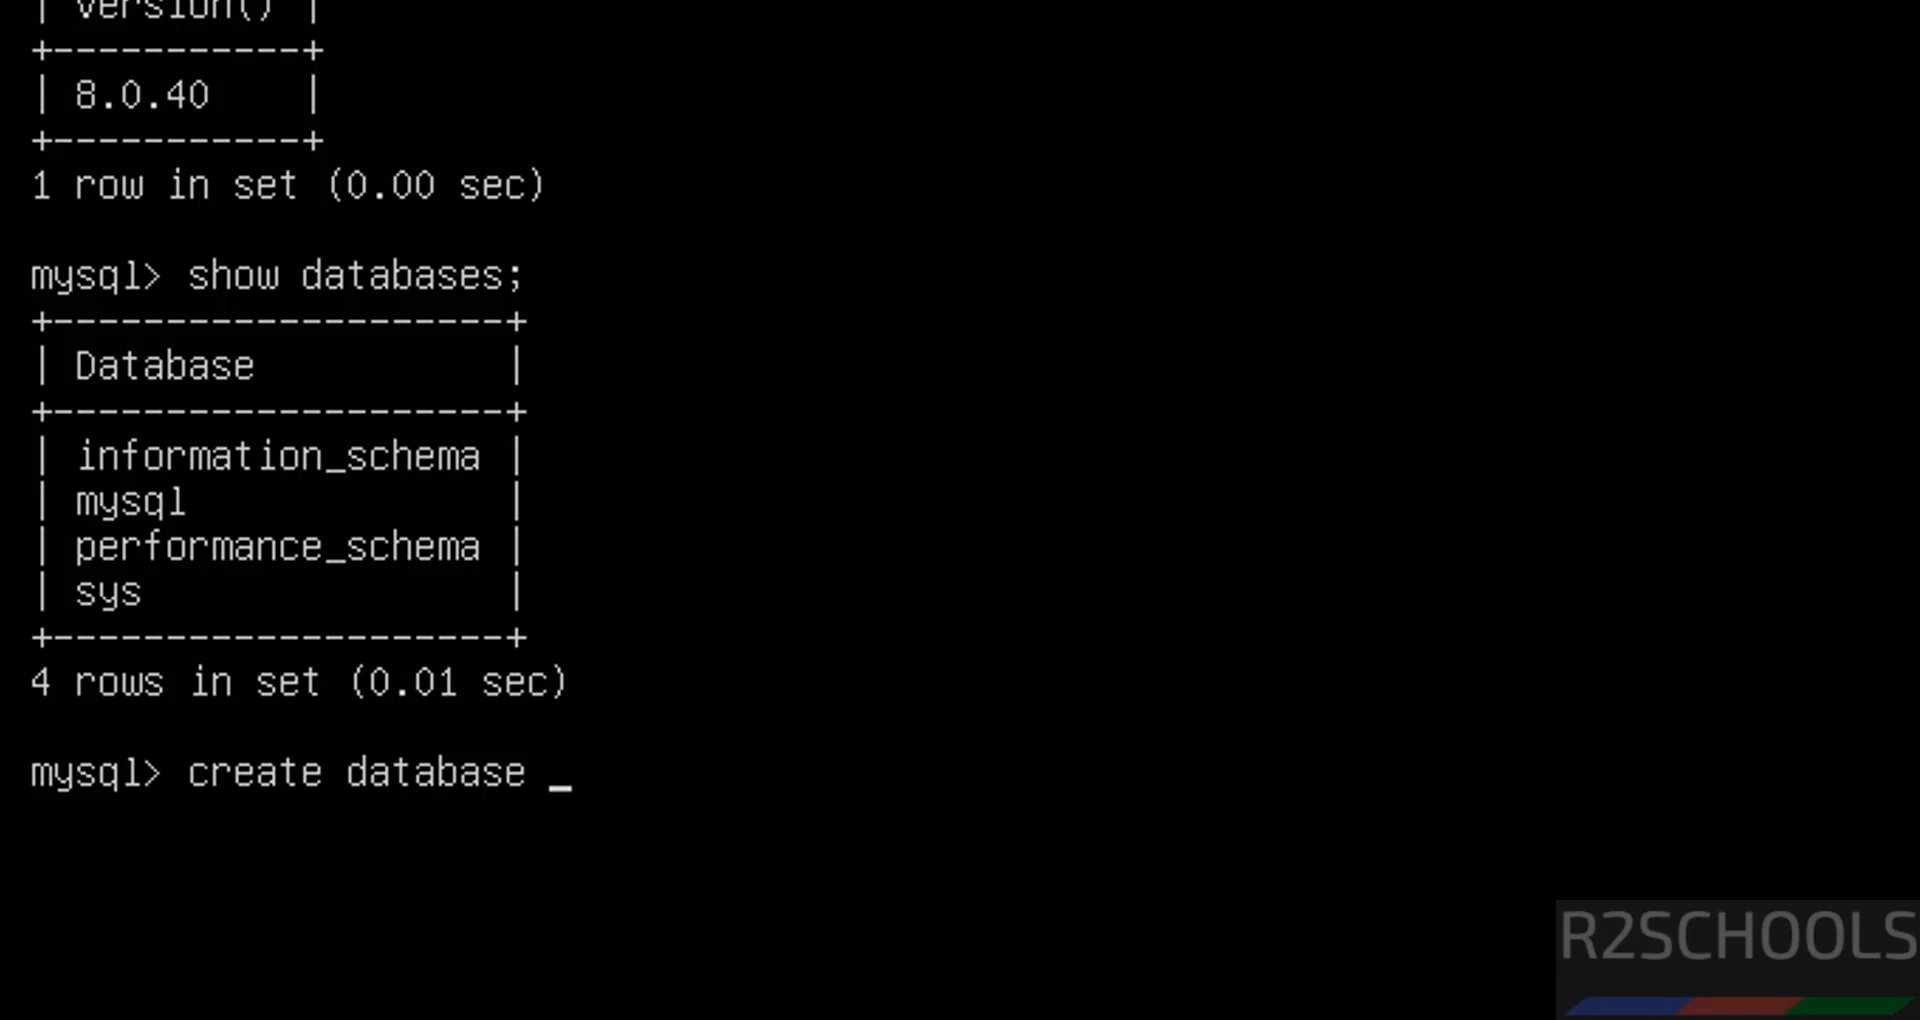 | version() |
+-----------+
| 8.0.40    |
+-----------+
1 row in set (0.00 sec)

mysql> show databases;
+--------------------+
| Database           |
+--------------------+
| information_schema |
| mysql              |
| performance_schema |
| sys                |
+--------------------+
4 rows in set (0.01 sec)

mysql> create database _
R2SCHOOLS